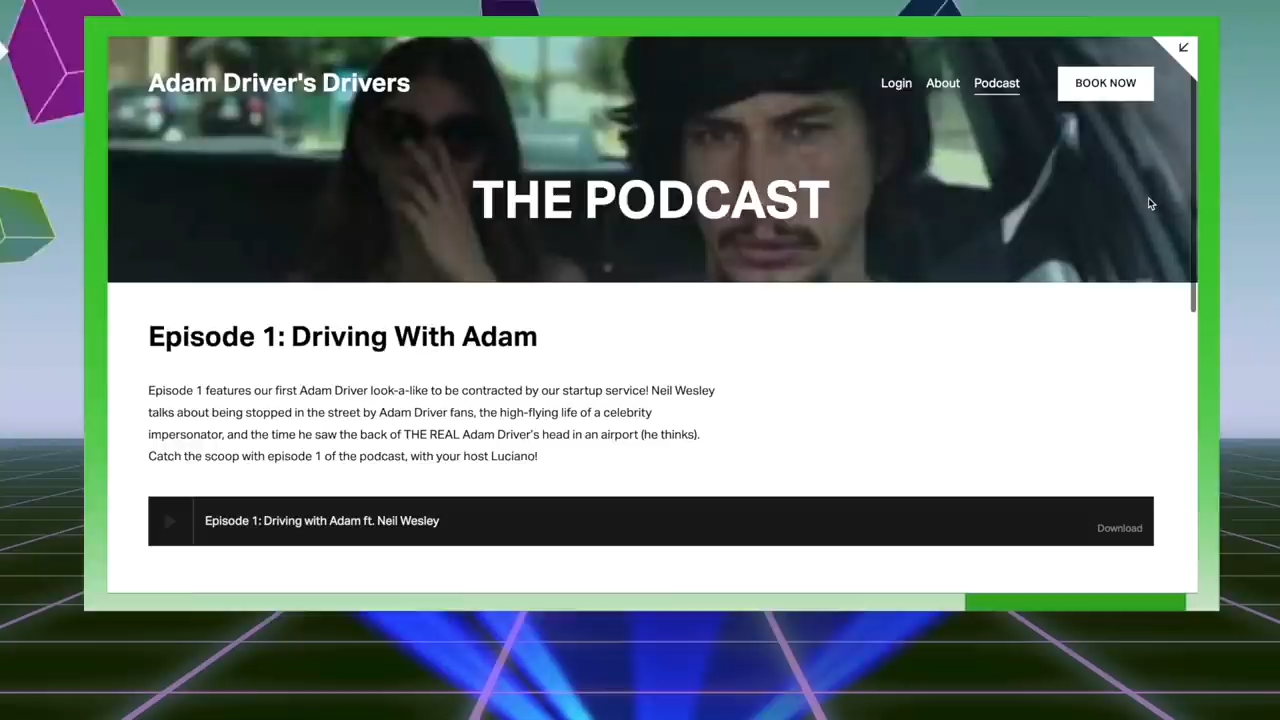 Adam Driver's Drivers
Login About Podcast BOOK NOW
THE PODCAST
Episode 1: Driving With Adam
Episode 1 features our first Adam Driver look-a-like to be contracted by our startup service! Neil Wesley
talks about being stopped in the street by Adam Driver fans, the high-flying life of a celebrity
impersonator, and the time he saw the back of THE REAL Adam Driver's head in an airport (he thinks).
Catch the scoop with episode 1 of the podcast, with your host Luciano!
Episode 1: Driving with Adam ft. Neil Wesley
Download